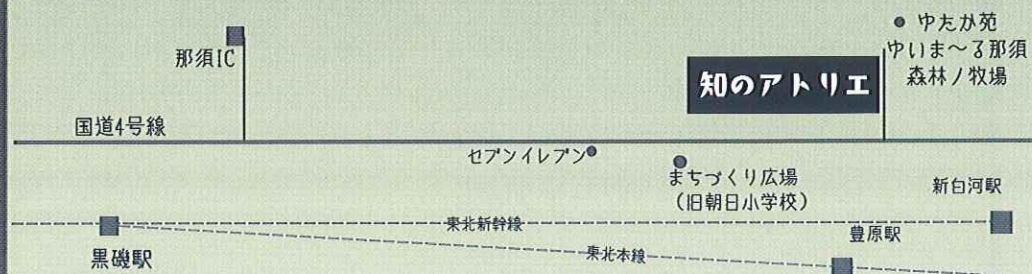 ゆたか苑
那須IC
ゆいま～る那須
知のアトリエ
森林ノ牧場
国道4号線
セブンイレブン
まちづくり広場
(旧朝日小学校)
新白河駅
東北新幹線
豊原駅
黒磯駅
東北本線